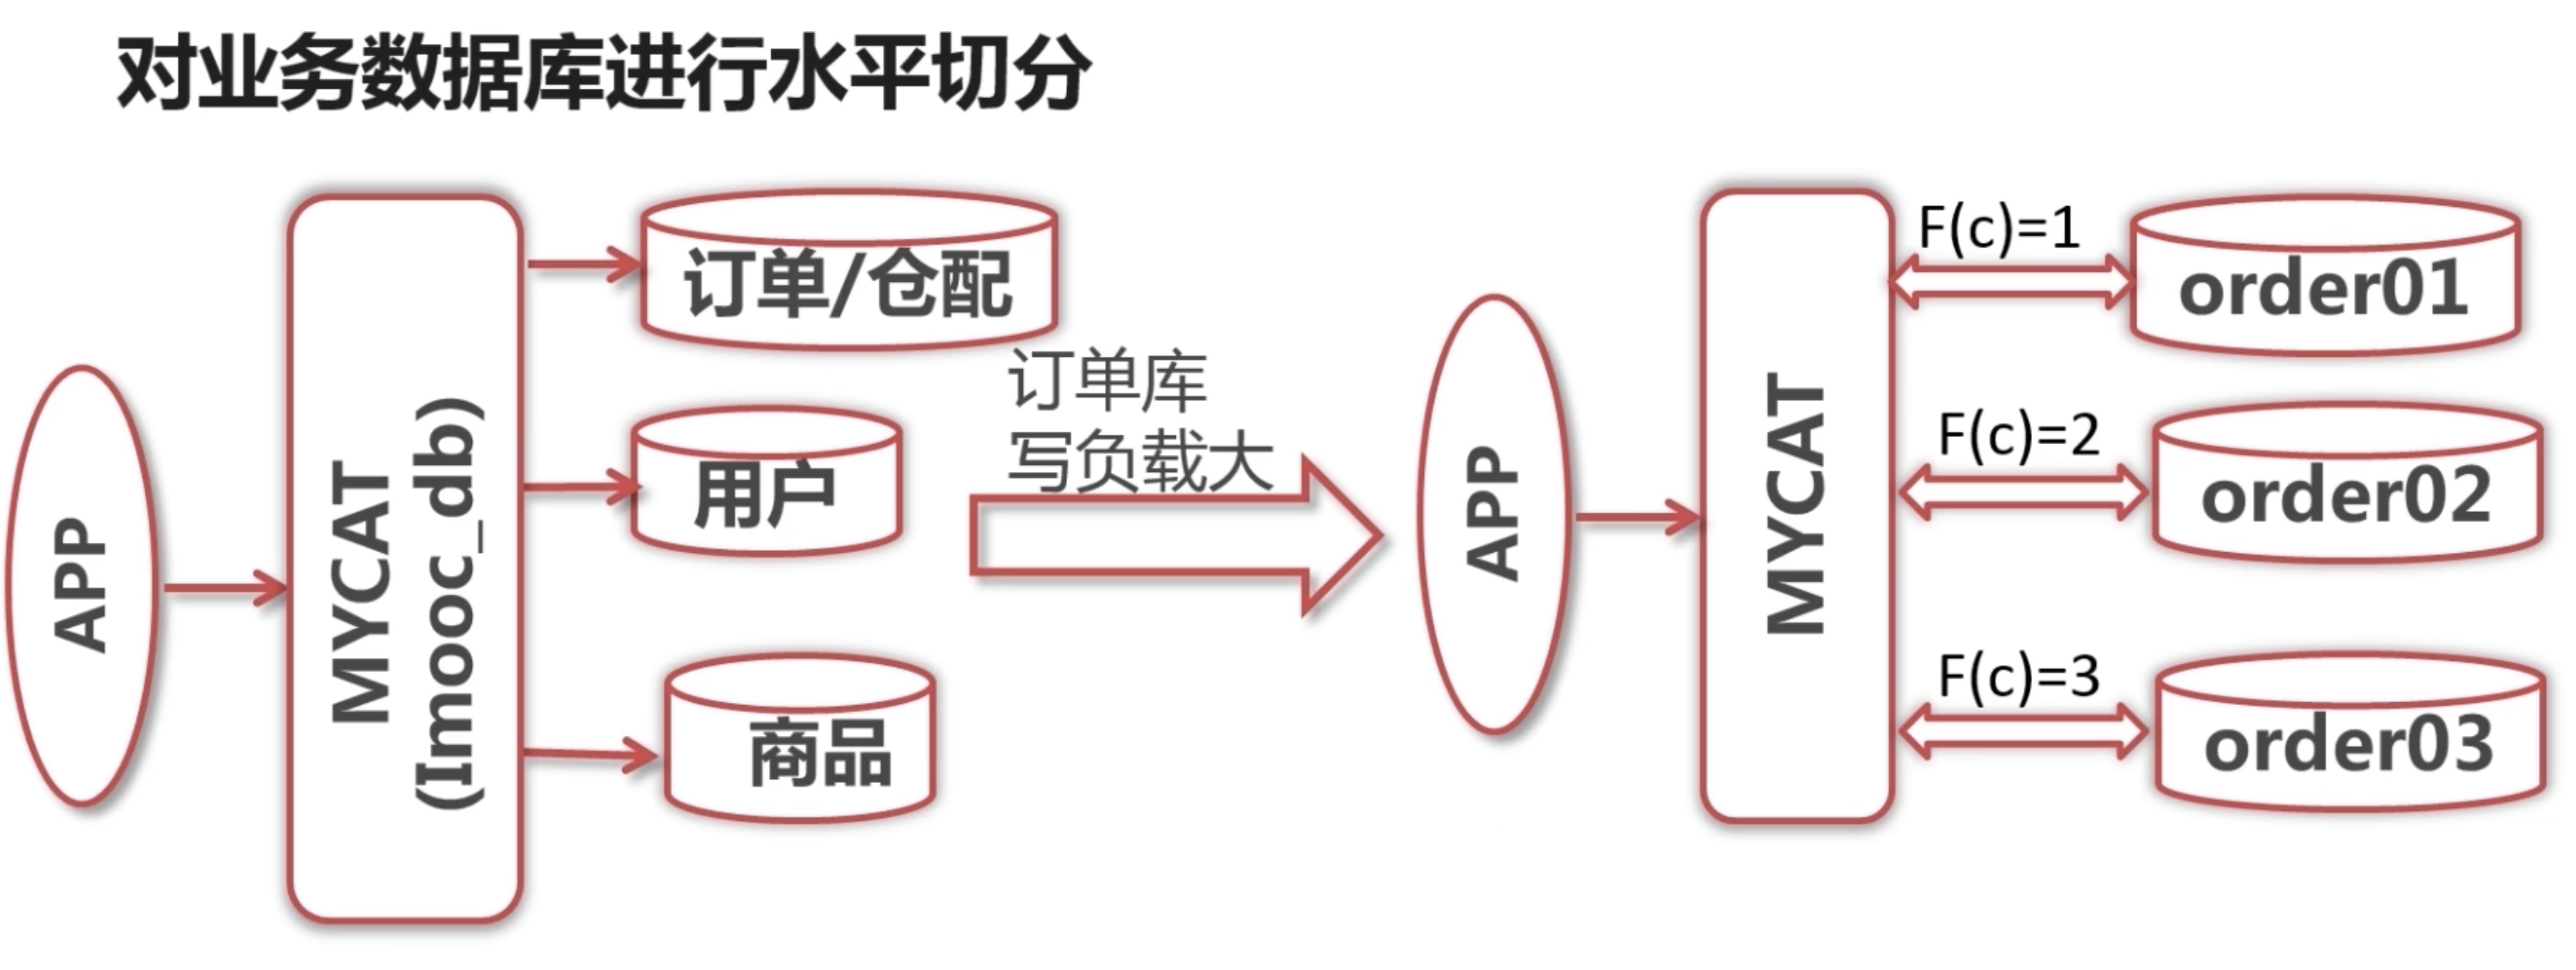 对业务数据库进行水平切分
APP
MYCAT
(Imooc_db)
订单/仓配
用户
商品
订单库
写负载大
APP
MYCAT
F(c)=1
order01
F(c)=2
order02
F(c)=3
order03